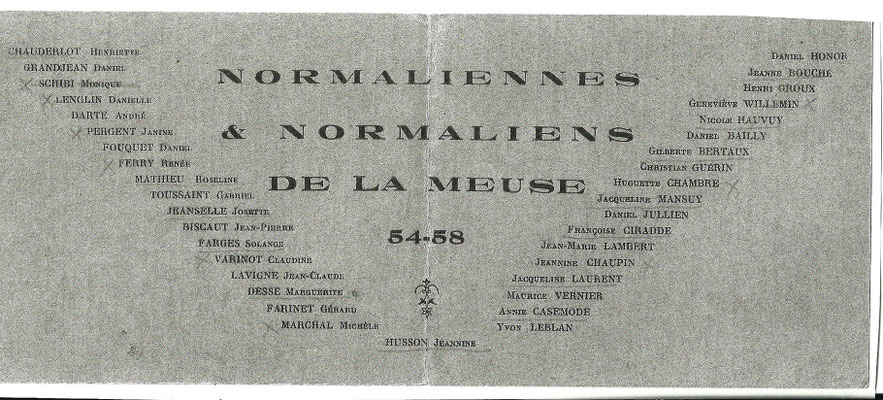 CHAUDERLOT HENRIETTE
GRANDJEAN DANIEL
SCHIBI MONIQUE
LENGLIN DANIELLE
DARTE ANDRÉ
PERGENT JANINE
FOUQUET DANIEL
FERRY RENÉE
MATHIEU ROSELINE
TOUSSAINT GABRIEL
JEANSELLE JOSETTE
BISCAUT JEAN-PIERRE
FARGES SOLANGE
VARINOT CLAUDINE
LAVIGNE JEAN-CLAUDE
DESSE MARGUERITE
FARINET GÉRARD
MARCHAL MICHÈLE
HUSSON JEANNINE
NORMALIENNES
& NORMALIENS
DE LA MEUSE
54-58
DANIEL HONOR
JEANNE BOUCHÉ
HENRI GROUX
GENEVIÈVE WILLEMIN
NICOLE HAUVUY
DANIEL BAILLY
GILBERTE BERTAUX
CHRISTIAN GUÉRIN
HUGUETTE CHAMBRE
JACQUELINE MANSUY
DANIEL JULLIEN
FRANÇOISE CIRADDE
JEAN-MARIE LAMBERT
JEANNINE CHAUPIN
JACQUELINE LAURENT
MAURICE VERNIER
ANNIE CASEMODE
YVON LEBLAN